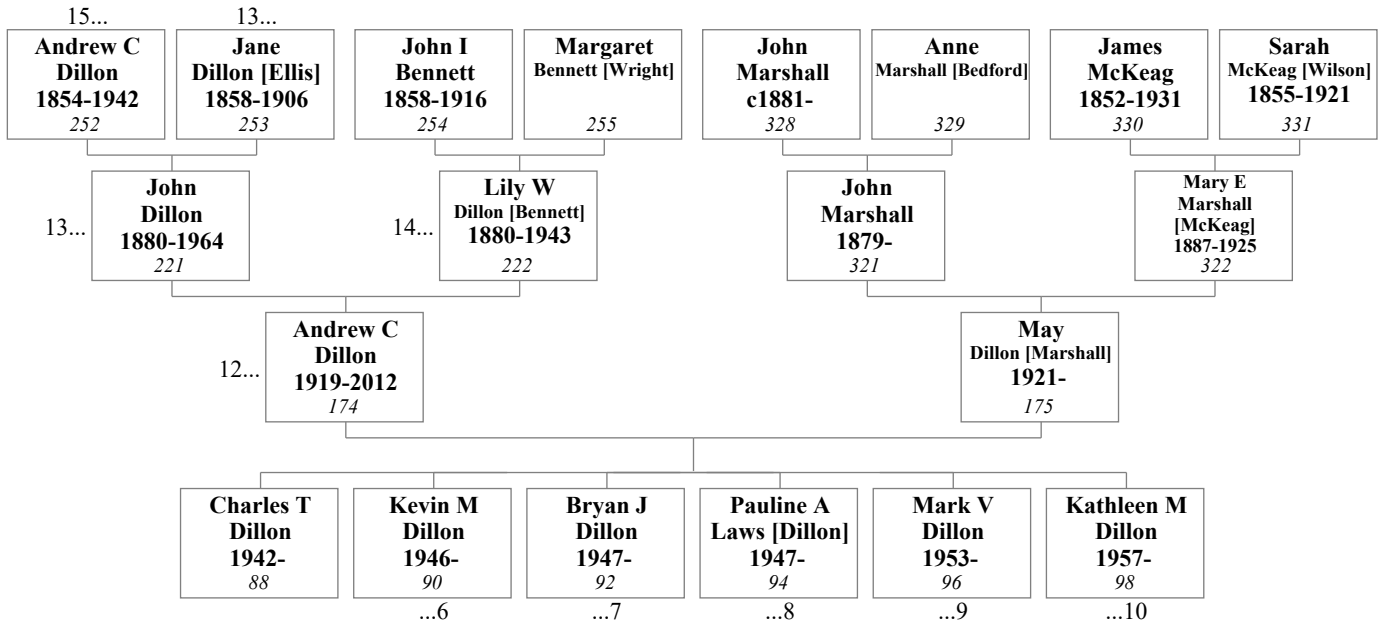 15...
13...
Andrew C
Dillon
1854-1942
252
Jane
Dillon [Ellis]
1858-1906
253
John I
Bennett
1858-1916
254
Margaret
Bennett [Wright]
255
John
Marshall
c1881-
328
Anne
Marshall [Bedford]
329
James
McKeag
1852-1931
330
Sarah
McKeag [Wilson]
1855-1921
331
13...
John
Dillon
1880-1964
221
14...
Lily W
Dillon [Bennett]
1880-1943
222
John
Marshall
1879-
321
Mary E
Marshall
[McKeag]
1887-1925
322
12...
Andrew C
Dillon
1919-2012
174
May
Dillon [Marshall]
1921-
175
Charles T
Dillon
1942-
88
Kevin M
Dillon
1946-
90
...6
Bryan J
Dillon
1947-
92
...7
Pauline A
Laws [Dillon]
1947-
94
...8
Mark V
Dillon
1953-
96
...9
Kathleen M
Dillon
1957-
98
...10